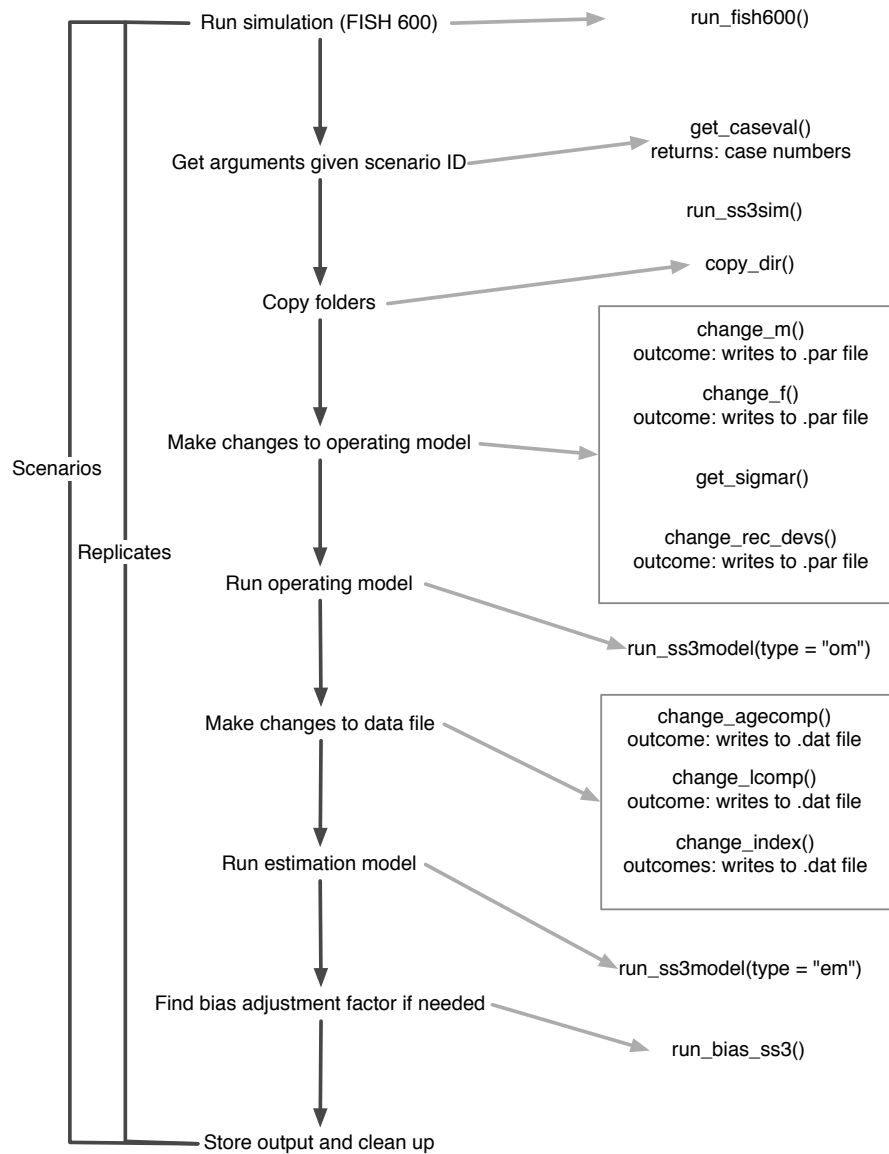 Run simulation (FISH 600)
run_fish600()
get_caseval()
returns: case numbers
Get arguments given scenario ID
run_ss3sim()
copy_dir()
Copy folders
change_m()
outcome: writes to .par file
change_f()
outcome: writes to .par file
Make changes to operating model
Scenarios
get_sigmar()
change_rec_devs()
outcome: writes to .par file
Replicates
Run operating model
run_ss3model(type = "om")
Make changes to data file
change_agecomp()
outcome: writes to .dat file
change_lcomp()
outcome: writes to .dat file
change_index()
outcomes: writes to .dat file
Run estimation model
run_ss3model(type = "em")
Find bias adjustment factor if needed
run_bias_ss3()
Store output and clean up